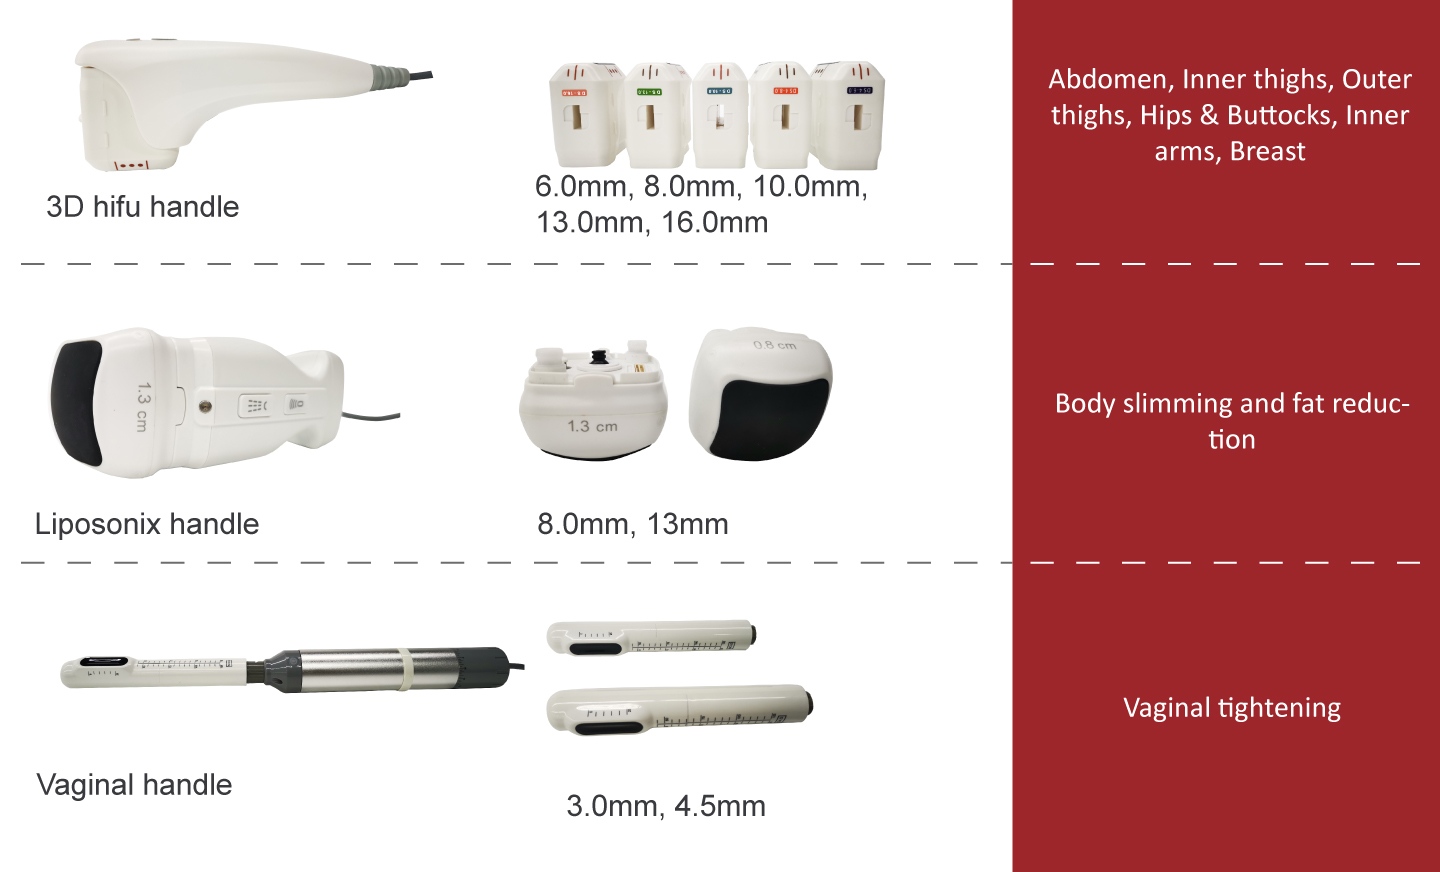 Abdomen, Inner thighs, Outer
thighs, Hips & Buttocks, Inner
arms, Breast
3D hifu handle
6.0mm, 8.0mm, 10.0mm,
13.0mm, 16.0mm
1.3 cm
1.3 cm
0.8 cm
Body slimming and fat reduc-
tion
Liposonix handle
8.0mm, 13mm
Vaginal tightening
Vaginal handle
3.0mm, 4.5mm